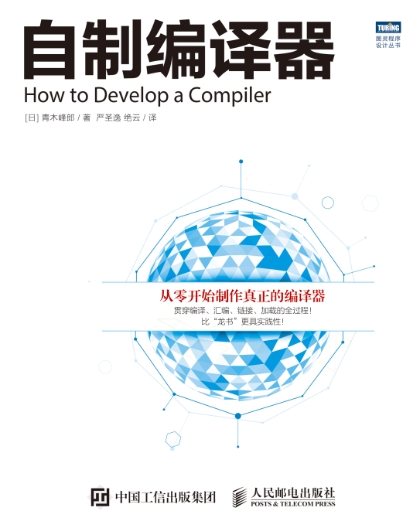 TURING
图灵程序
设计丛书
自制编译器
How to Develop a Compiler
[日] 青木峰郎 / 著 严圣逸 绝云 / 译
从零开始制作真正的编译器
贯穿编译、汇编、链接、加载的全过程！
比“龙书”更具实践性！
中国工信出版集团
人民邮电出版社
POSTS & TELECOM PRESS